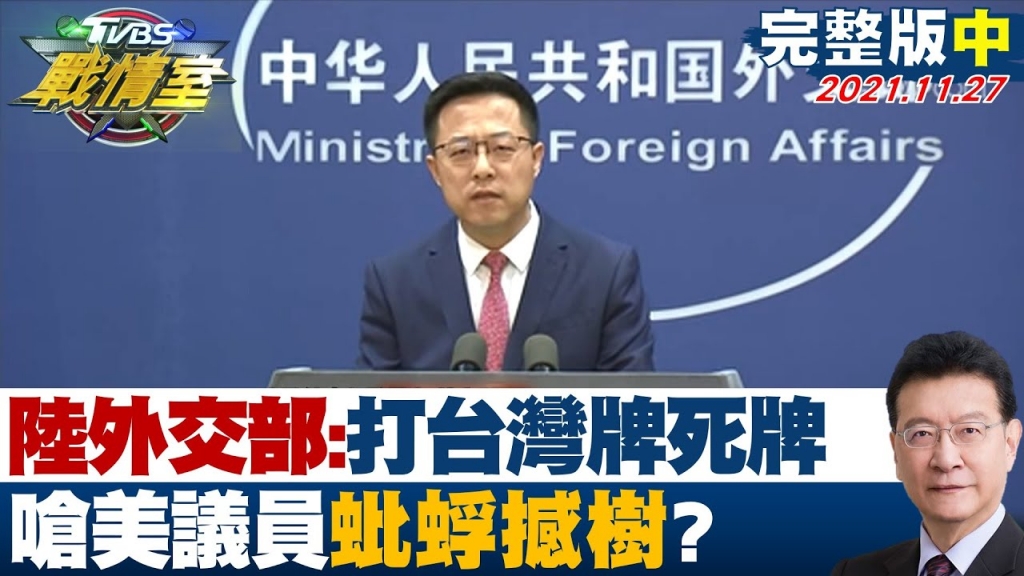 TVBS
戰情室
完整版中
2021.11.27
中华人民共和国外
Ministr Foreign Affairs
陸外交部:打台灣牌死牌
嗆美議員蚍蜉撼樹?